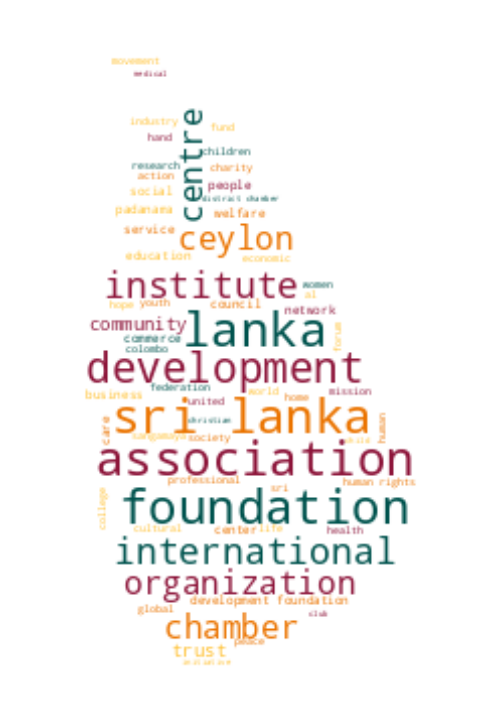 movement
medical
centre
industry
fund
hand
children
research
charity
action
people
social
district chamber
padanama
welfare
service
ceylon
education
economic
institute
women
al
hope
youth
council
network
community
lanka
forum
commerce
colombo
development
federation
business
world
mission
home
united
sri lanka
care
christian
human
sangamaya
society
association
professional
human rights
sri
college
foundation
cultural
center
life
health
international
organization
development foundation
global
club
chamber
peace
trust